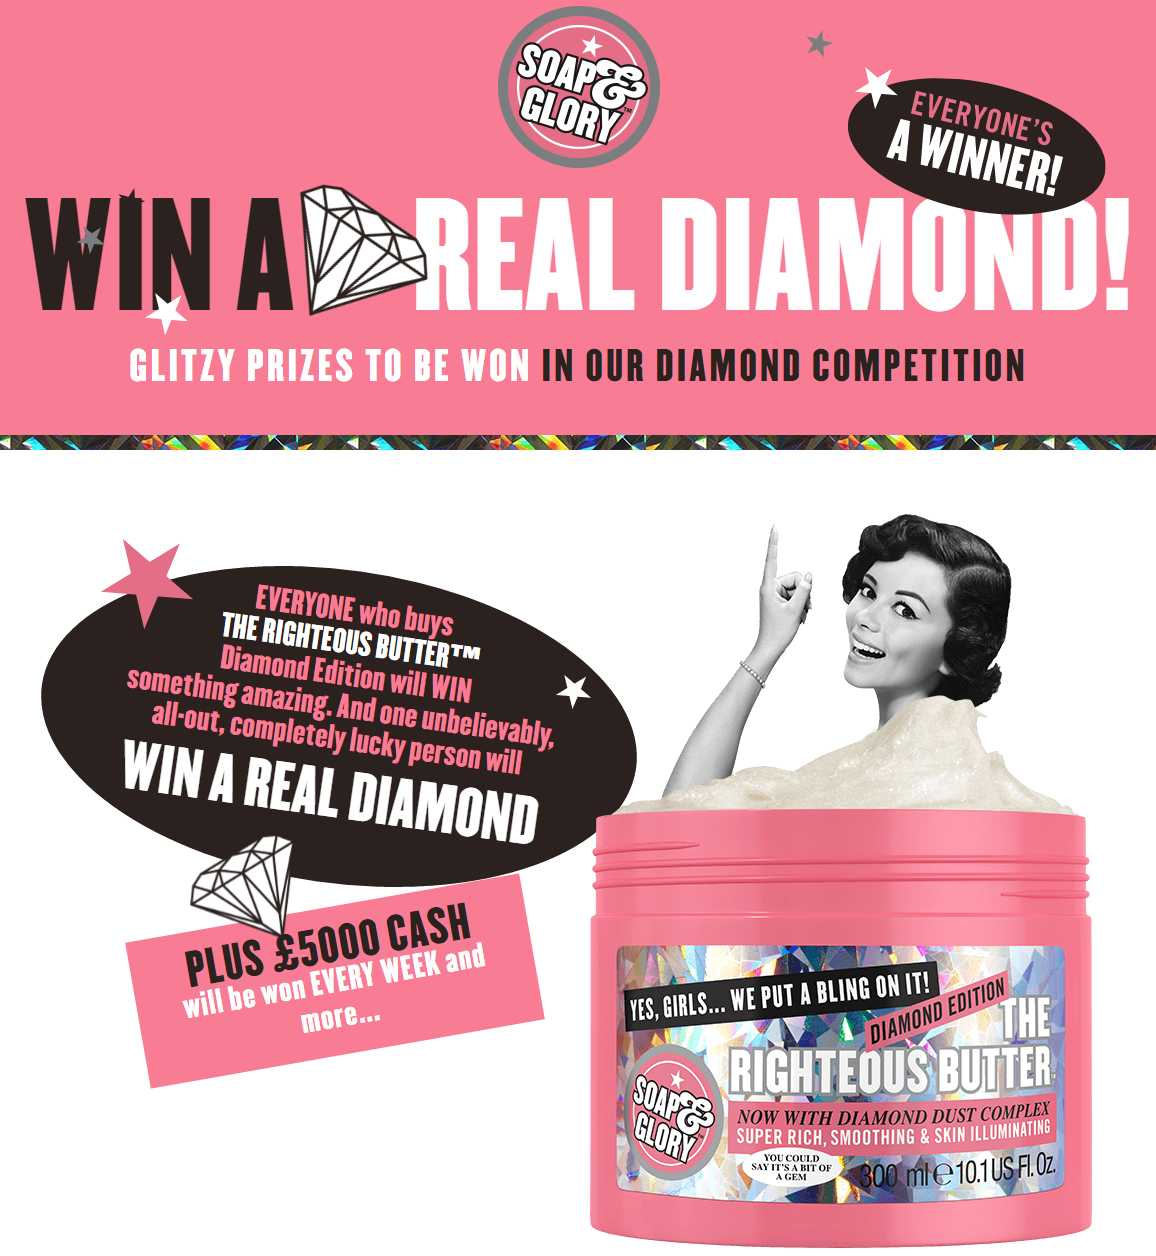 SOAP &
GLORY™
EVERYONE'S
A WINNER!
WIN A REAL DIAMOND!
GLITZY PRIZES TO BE WON IN OUR DIAMOND COMPETITION
EVERYONE who buys
THE RIGHTEOUS BUTTER™
Diamond Edition will WIN
something amazing. And one unbelievably,
all-out, completely lucky person will
WIN A REAL DIAMOND
PLUS £5000 CASH
will be won EVERY WEEK and
more...
YES, GIRLS... WE PUT A BLING ON IT!
DIAMOND EDITION
THE
RIGHTEOUS BUTTER™
SOAP &
GLORY™
NOW WITH DIAMOND DUST COMPLEX
SUPER RICH, SMOOTHING & SKIN ILLUMINATING
YOU COULD
SAY IT'S A BIT OF
A GEM
300 ml e 10.1 US Fl. Oz.